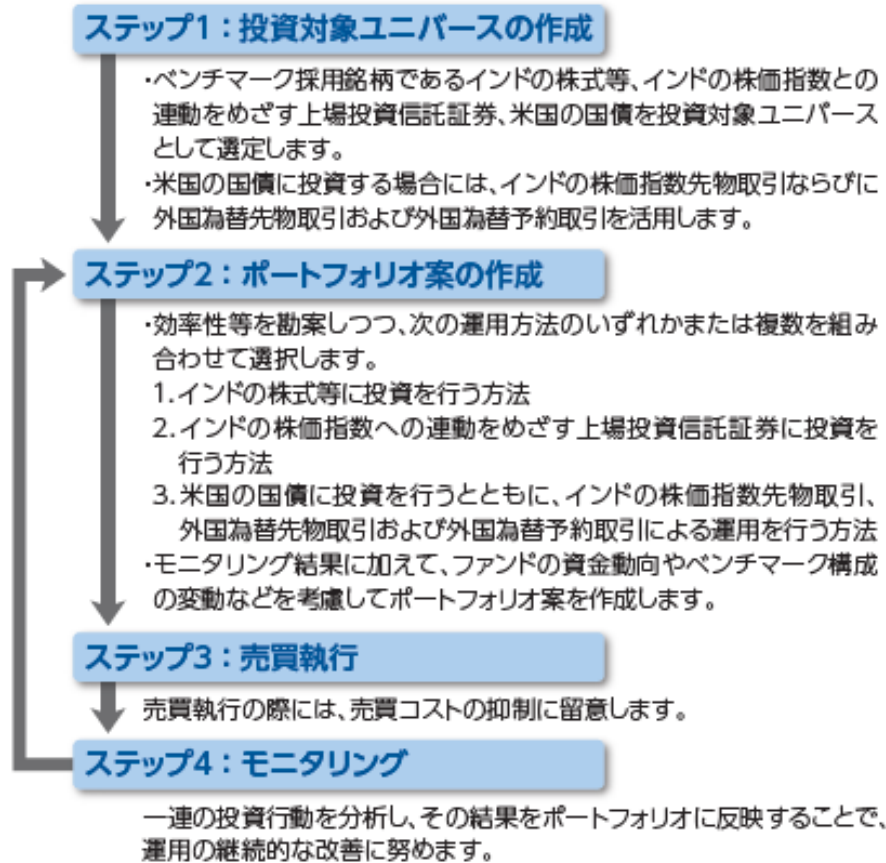 ステップ1：投資対象ユニバースの作成
・ベンチマーク採用銘柄であるインドの株式等、インドの株価指数との
連動をめざす上場投資信託証券、米国の国債を投資対象ユニバース
として選定します。
・米国の国債に投資する場合には、インドの株価指数先物取引ならびに
外国為替先物取引および外国為替予約取引を活用します。
ステップ2：ポートフォリオ案の作成
・効率性等を勘案しつつ、次の運用方法のいずれかまたは複数を組み
合わせて選択します。
1.インドの株式等に投資を行う方法
2.インドの株価指数への連動をめざす上場投資信託証券に投資を
行う方法
3.米国の国債に投資を行うとともに、インドの株価指数先物取引、
外国為替先物取引および外国為替予約取引による運用を行う方法
・モニタリング結果に加えて、ファンドの資金動向やベンチマーク構成
の変動などを考慮してポートフォリオ案を作成します。
ステップ3：売買執行
売買執行の際には、売買コストの抑制に留意します。
ステップ4：モニタリング
一連の投資行動を分析し、その結果をポートフォリオに反映することで、
運用の継続的な改善に努めます。